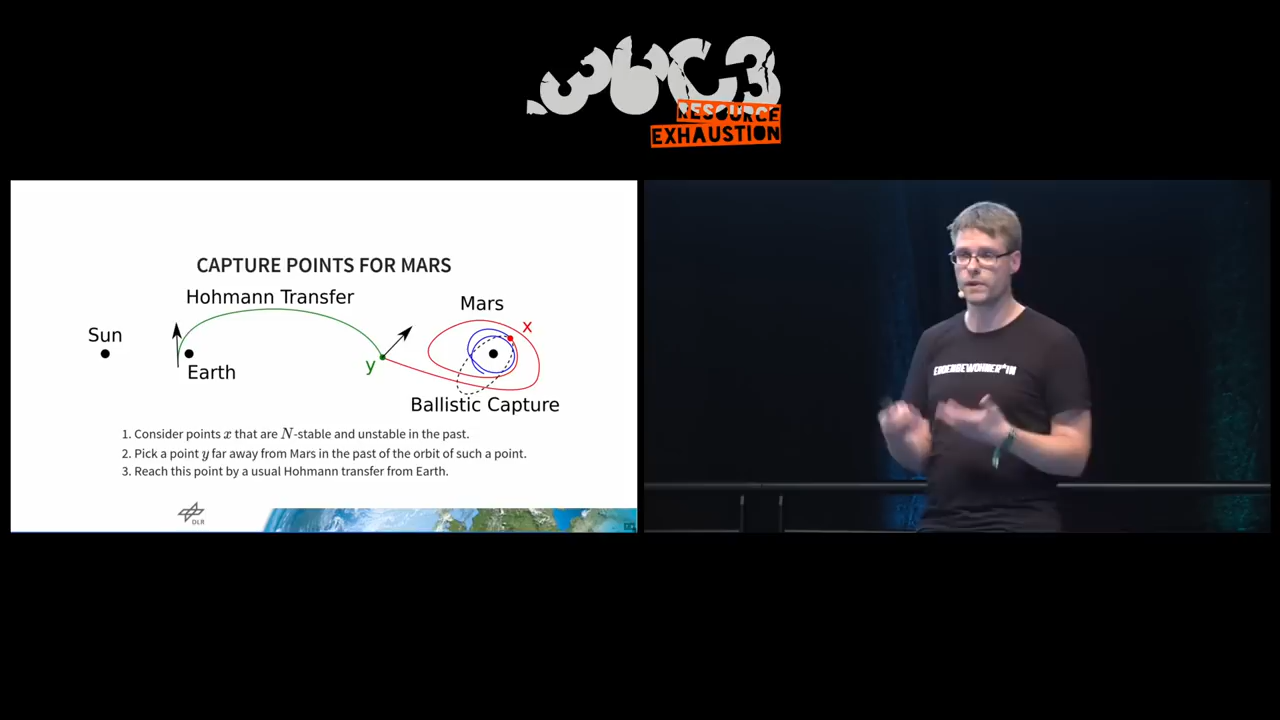 36C3
RESOURCE
EXHAUSTION
CAPTURE POINTS FOR MARS
Hohmann Transfer
Mars
x
Sun
y
Earth
Ballistic Capture
1. Consider points x that are N-stable and unstable in the past.
2. Pick a point y far away from Mars in the past of the orbit of such a point.
3. Reach this point by a usual Hohmann transfer from Earth.
DLR
ERDENBEWOHNER*IN